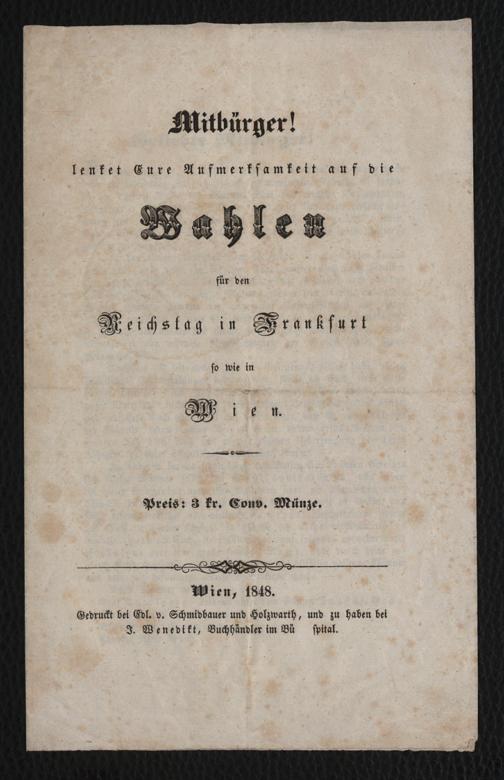 Mitbürger!
lenket Eure Aufmerksamkeit auf die
Wahlen
für den
Reichstag in Frankfurt
so wie in
Wien.
Preis: 3 kr. Conv. Münze.
Wien, 1848.
Gedruckt bei Edl. v. Schmidbauer und Holzwarth, und zu haben bei
J. Wenedikt, Buchhändler im Bü spital.